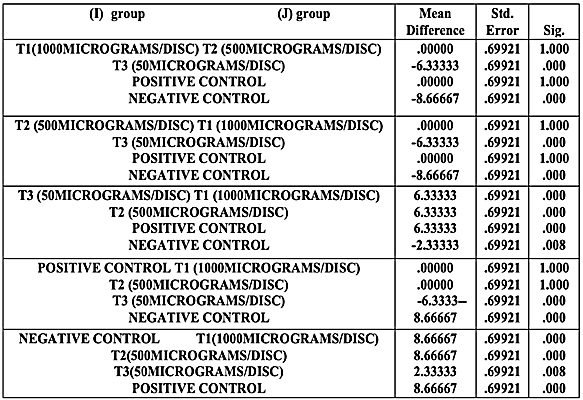 (I) group (J) group Mean Difference Std. Error Sig.
T1(1000MICROGRAMS/DISC) T2 (500MICROGRAMS/DISC) .00000 .69921 1.000
T3 (50MICROGRAMS/DISC) -6.33333 .69921 .000
POSITIVE CONTROL .00000 .69921 1.000
NEGATIVE CONTROL -8.66667 .69921 .000
T2 (500MICROGRAMS/DISC) T1 (1000MICROGRAMS/DISC) .00000 .69921 1.000
T3 (50MICROGRAMS/DISC) -6.33333 .69921 .000
POSITIVE CONTROL .00000 .69921 1.000
NEGATIVE CONTROL -8.66667 .69921 .000
T3 (50MICROGRAMS/DISC) T1 (1000MICROGRAMS/DISC) 6.33333 .69921 .000
T2 (500MICROGRAMS/DISC) 6.33333 .69921 .000
POSITIVE CONTROL 6.33333 .69921 .000
NEGATIVE CONTROL -2.33333 .69921 .008
POSITIVE CONTROL T1 (1000MICROGRAMS/DISC) .00000 .69921 1.000
T2 (500MICROGRAMS/DISC) .00000 .69921 1.000
T3 (50MICROGRAMS/DISC) -6.3333-- .69921 .000
NEGATIVE CONTROL 8.66667 .69921 .000
NEGATIVE CONTROL T1(1000MICROGRAMS/DISC) 8.66667 .69921 .000
T2(500MICROGRAMS/DISC) 8.66667 .69921 .000
T3(50MICROGRAMS/DISC) 2.33333 .69921 .008
POSITIVE CONTROL 8.66667 .69921 .000